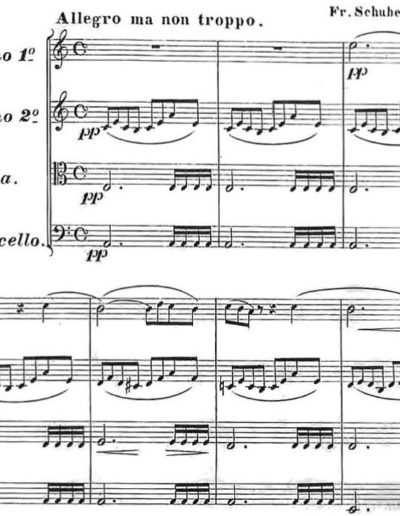 Allegro ma non troppo.
Fr. Schube
o 1º
pp
o 2º
pp
a.
pp
cello.
pp